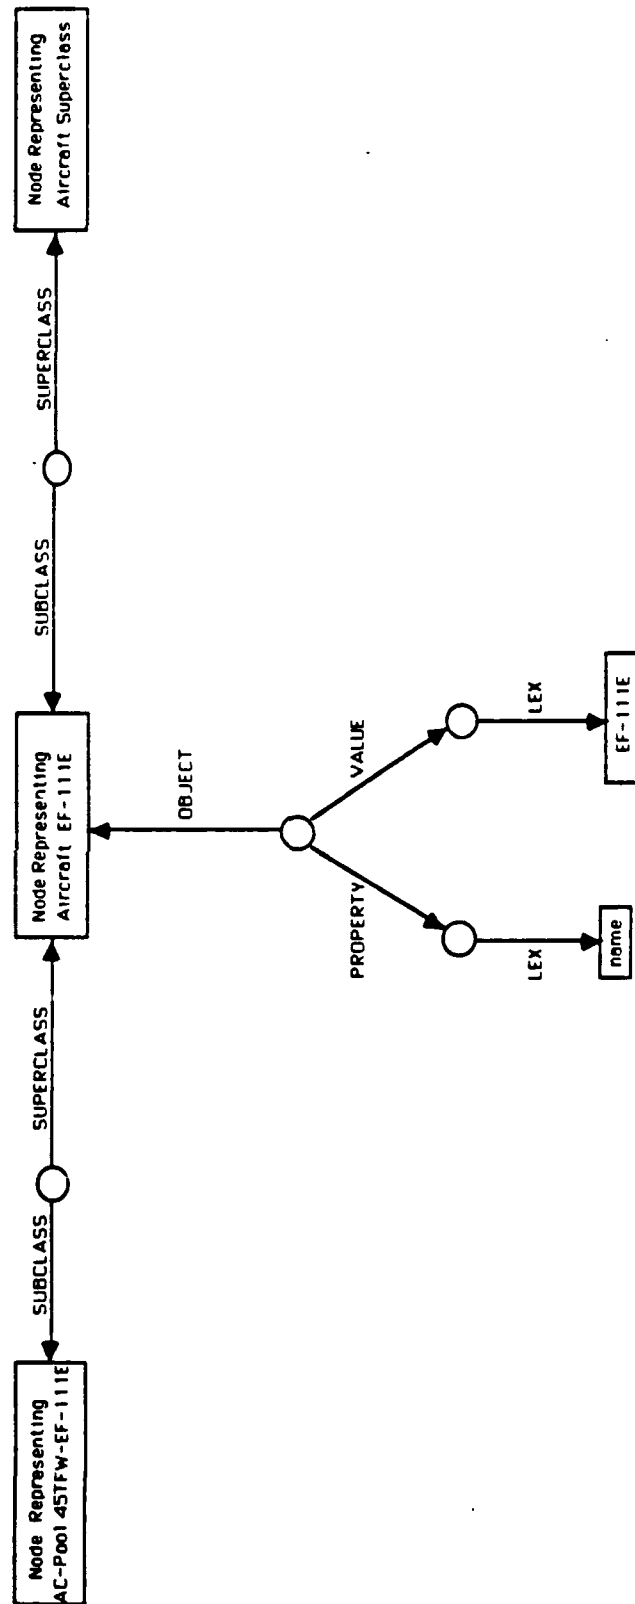 Node Representing
AC-Pool 45TFW-EF-111E
SUBCLASS
SUPERCLASS
Node Representing
Aircraft EF-111E
SUBCLASS
SUPERCLASS
Node Representing
Aircraft Superclass
OBJECT
PROPERTY
VALUE
LEX
LEX
name
EF-111E